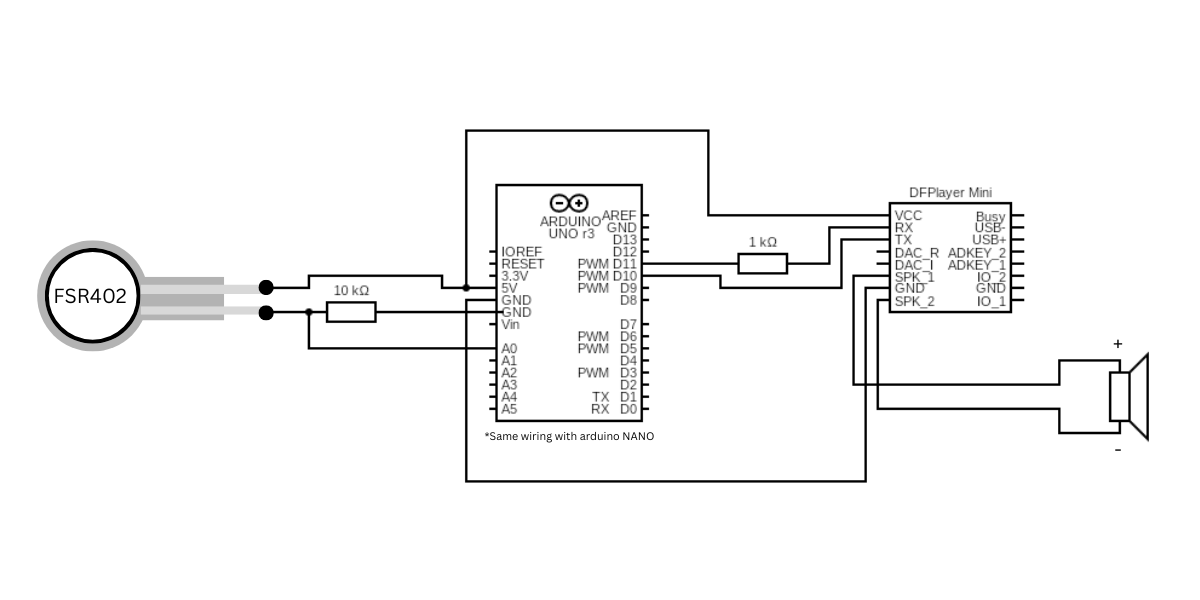 FSR402
10 kΩ
ARDUINO
UNO r3
IOREF
RESET
3.3V
5V
GND
GND
Vin
A0
A1
A2
A3
A4
A5
AREF
GND
D13
D12
PWM D11
PWM D10
PWM D9
D8
D7
PWM D6
PWM D5
D4
PWM D3
D2
TX D1
RX D0
*Same wiring with arduino NANO
1 kΩ
DFPlayer Mini
VCC Busy
RX USB-
TX USB+
DAC_R ADKEY_2
DAC_I ADKEY_1
SPK_1 IO_2
GND GND
SPK_2 IO_1
+
-